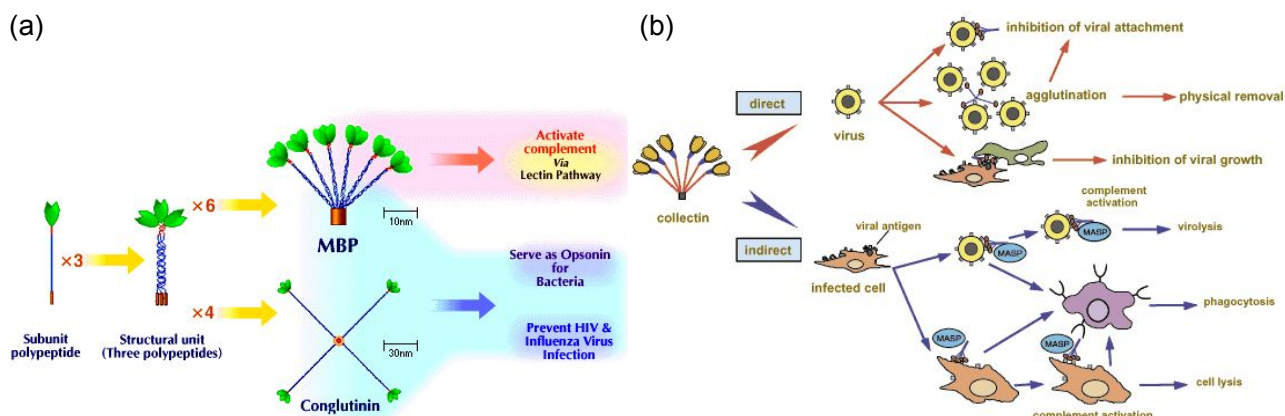 (a)
Activate
complement
Via
Lectin Pathway
×6
10nm
MBP
×3
Serve as Opsonin for
Bacteria
×4
Prevent HIV &
Influenza Virus
Infection
30nm
Subunit
polypeptide
Structural unit
(Three polypeptides)
Conglutinin
(b)
inhibition of viral attachment
direct
agglutination
physical removal
virus
inhibition of viral growth
collectin
complement
activation
viral antigen
MASP
virolysis
indirect
MASP
infected cell
phagocytosis
MASP
MASP
cell lysis
complement activation